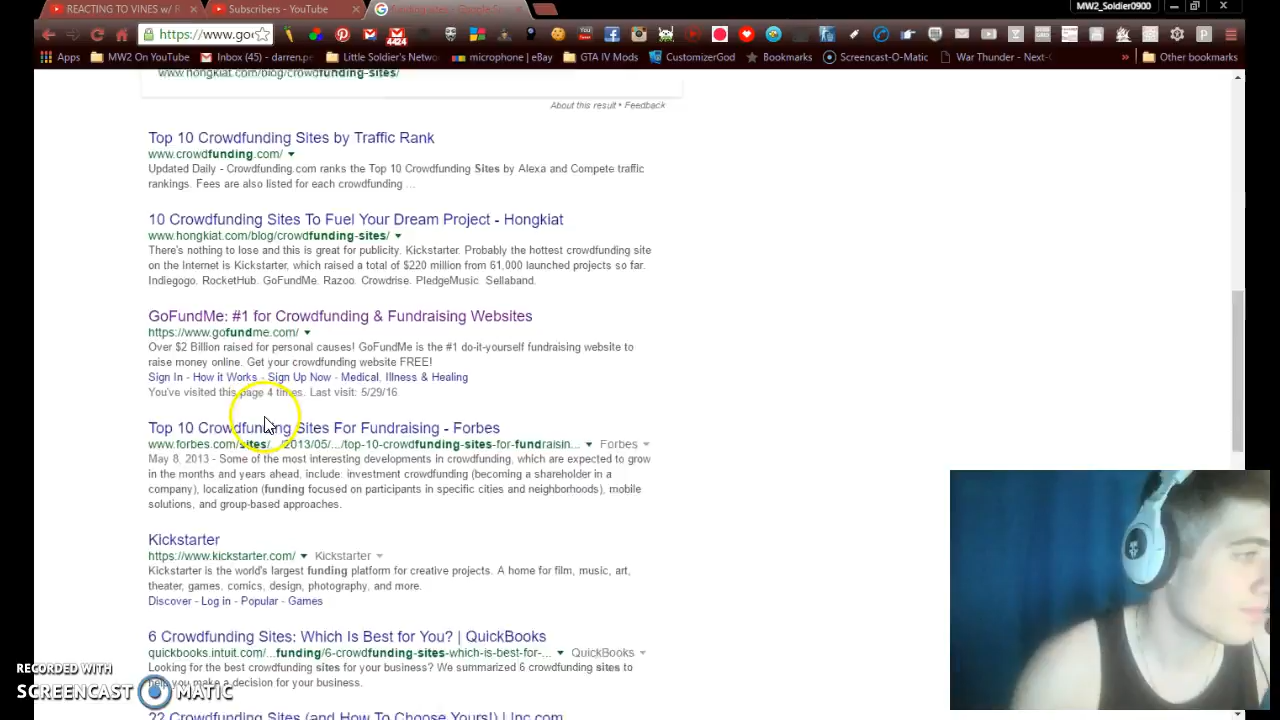 REACTING TO VINES w/ R
Subscribers - YouTube
MW2_Soldier0900
https://www.go
4424
Apps
MW2 On YouTube
Inbox (45) - darren.pe
Little Soldier's Netwo
microphone | eBay
GTA IV Mods
CustomizerGod
Bookmarks
Screencast-O-Matic
War Thunder - Next-
Other bookmarks
www.hongkiat.com/blog/crowdfunding-sites/
About this result • Feedback
Top 10 Crowdfunding Sites by Traffic Rank
www.crowdfunding.com/
Updated Daily - Crowdfunding.com ranks the Top 10 Crowdfunding Sites by Alexa and Compete traffic
rankings. Fees are also listed for each crowdfunding ...
10 Crowdfunding Sites To Fuel Your Dream Project - Hongkiat
www.hongkiat.com/blog/crowdfunding-sites/
There's nothing to lose and this is great for publicity. Kickstarter. Probably the hottest crowdfunding site
on the Internet is Kickstarter, which raised a total of $220 million from 61,000 launched projects so far.
Indiegogo. RocketHub. GoFundMe. Razoo. Crowdrise. PledgeMusic. Sellaband.
GoFundMe: #1 for Crowdfunding & Fundraising Websites
https://www.gofundme.com/
Over $2 Billion raised for personal causes! GoFundMe is the #1 do-it-yourself fundraising website to
raise money online. Get your crowdfunding website FREE!
Sign In - How it Works - Sign Up Now - Medical, Illness & Healing
You've visited this page 4 times. Last visit: 5/29/16
Top 10 Crowdfunding Sites For Fundraising - Forbes
www.forbes.com/sites/.../2013/05/.../top-10-crowdfunding-sites-for-fundraisin... Forbes
May 8, 2013 - Some of the most interesting developments in crowdfunding, which are expected to grow
in the months and years ahead, include: investment crowdfunding (becoming a shareholder in a
company), localization (funding focused on participants in specific cities and neighborhoods), mobile
solutions, and group-based approaches.
Kickstarter
https://www.kickstarter.com/ Kickstarter
Kickstarter is the world's largest funding platform for creative projects. A home for film, music, art,
theater, games, comics, design, photography, and more.
Discover - Log in - Popular - Games
6 Crowdfunding Sites: Which Is Best for You? | QuickBooks
quickbooks.intuit.com/...funding/6-crowdfunding-sites-which-is-best-for-... QuickBooks
Looking for the best crowdfunding sites for your business? We summarized 6 crowdfunding sites to
help you make a decision for your business.
22 Crowdfunding Sites (and How To Choose Yours!) | Inc.com
RECORDED WITH
SCREENCAST MATIC